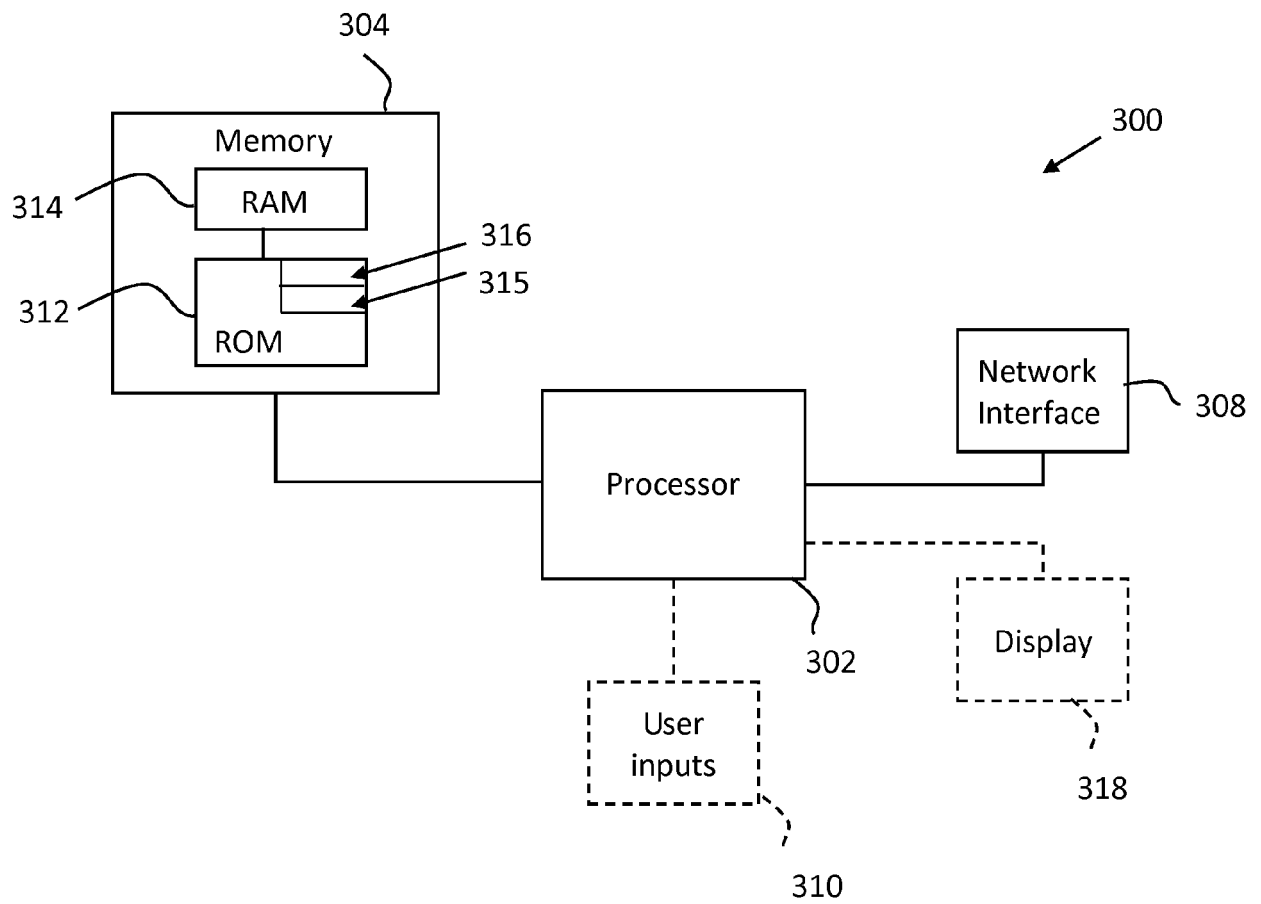 304
Memory
300
RAM
314
316
315
312
ROM
Network
Interface
308
Processor
302
Display
User
inputs
318
310